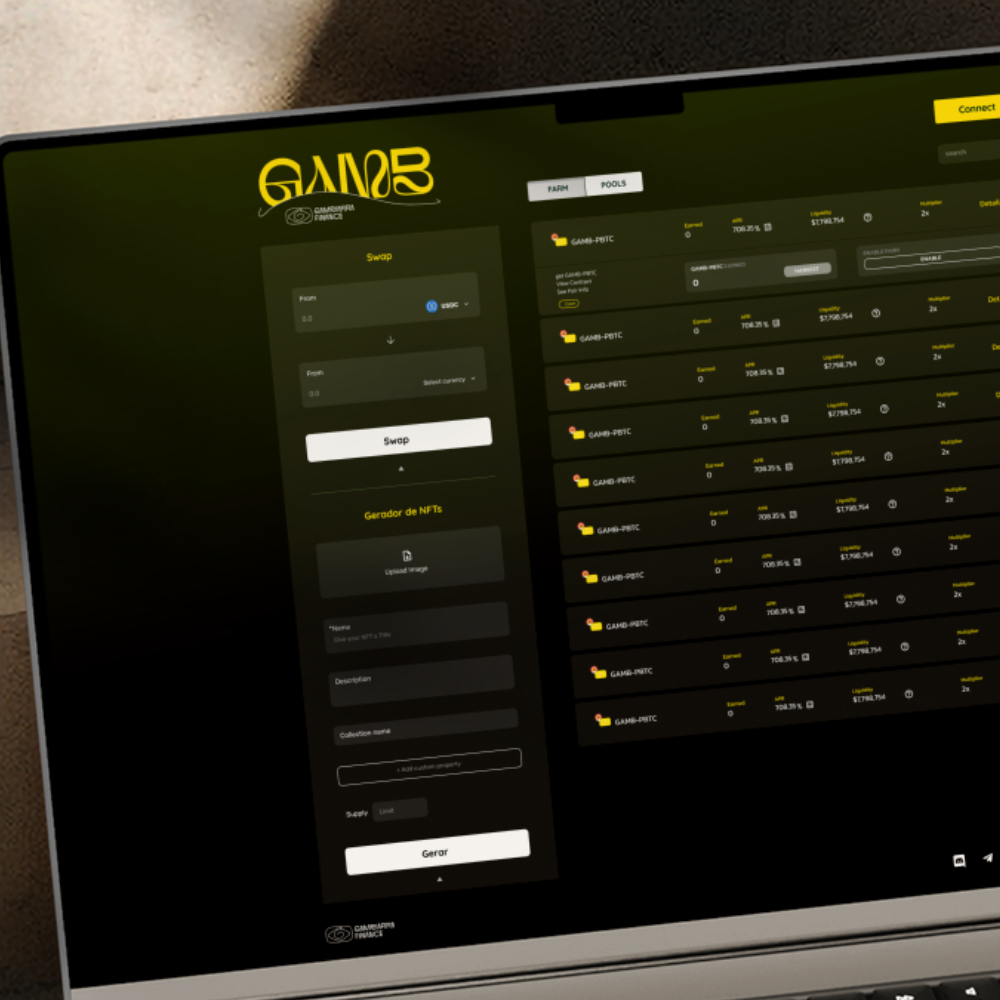 GAMB
GAMBIARRA
FINANCE
Connect
search
FARM
POOLS
Swap
From
0.0
USDC
From
0.0
Select currency
Swap
Gerador de NFTs
Upload Image
*Name
Give your NFT a Title
Description
Collection name
+ Add custom property
Supply
Limit
Gerar
GAMBIARRA
FINANCE
GAMB-PBTC
Earned
0
APR
708.35 %
Liquidity
$7,798,754
Multiplier
2x
get GAMB-PBTC
View Contract
See Pair Info
GAMB-PBTC EARNED
0
HARVEST
ENABLE FARM
ENABLE
GAMB-PBTC
Earned
0
APR
708.35 %
Liquidity
$7,798,754
Multiplier
2x
GAMB-PBTC
Earned
0
APR
708.35 %
Liquidity
$7,798,754
Multiplier
2x
GAMB-PBTC
Earned
0
APR
708.35 %
Liquidity
$7,798,754
Multiplier
2x
GAMB-PBTC
Earned
0
APR
708.35 %
Liquidity
$7,798,754
Multiplier
2x
GAMB-PBTC
Earned
0
APR
708.35 %
Liquidity
$7,798,754
Multiplier
2x
GAMB-PBTC
Earned
0
APR
708.35 %
Liquidity
$7,798,754
Multiplier
2x
GAMB-PBTC
Earned
0
APR
708.35 %
Liquidity
$7,798,754
Multiplier
2x
GAMB-PBTC
Earned
0
APR
708.35 %
Liquidity
$7,798,754
Multiplier
2x
GAMB-PBTC
Earned
0
APR
708.35 %
Liquidity
$7,798,754
Multiplier
2x